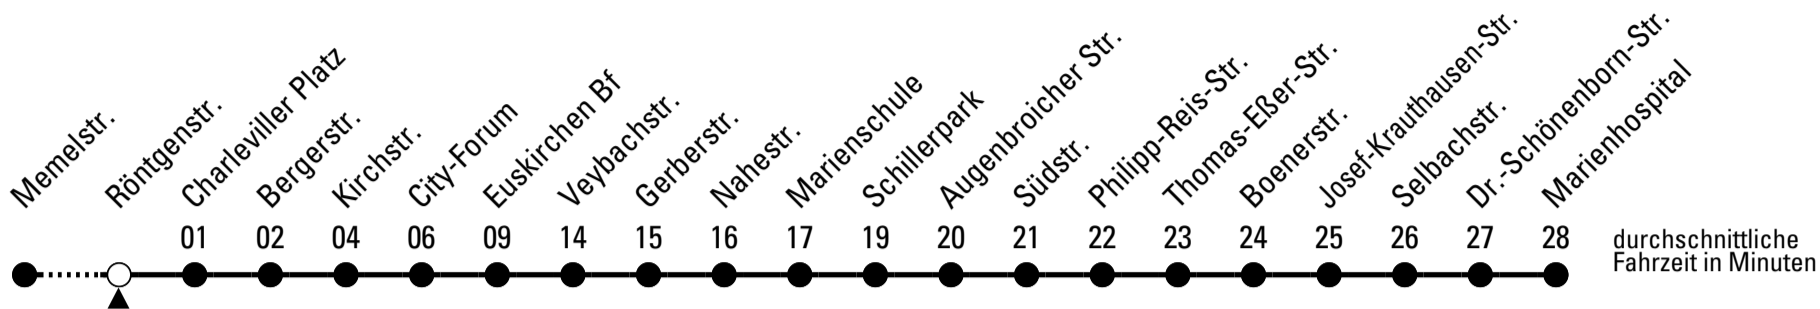 Memelstr.
Röntgenstr.
Charleviller Platz
Bergerstr.
Kirchstr.
City-Forum
Euskirchen Bf
Veybachstr.
Gerberstr.
Nahestr.
Marienschule
Schillerpark
Augenbroicher Str.
Südstr.
Philipp-Reis-Str.
Thomas-Eßer-Str.
Boenerstr.
Josef-Krauthausen-Str.
Selbachstr.
Dr.-Schönenborn-Str.
Marienhospital
01 02 04 06 09 14 15 16 17 19 20 21 22 23 24 25 26 27 28
durchschnittliche
Fahrzeit in Minuten